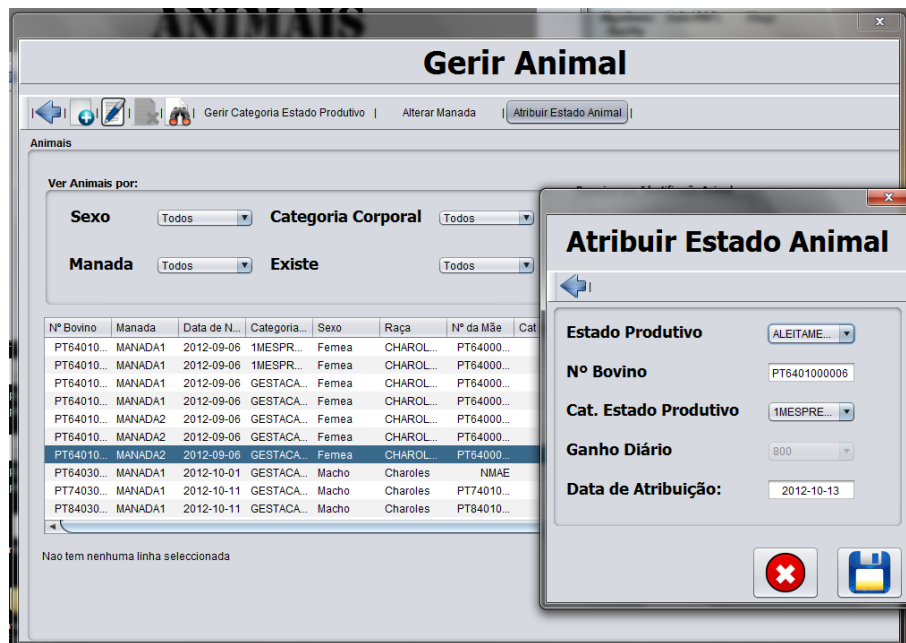 ANIMAIS
Gerir Animal
Gerir Categoria Estado Produtivo | Alterar Manada | Atribuir Estado Animal |
Animais
Ver Animais por:
Sexo Todos Categoria Corporal Todos
Manada Todos Existe Todos
Nº Bovino Manada Data de N... Categoria... Sexo Raça Nº da Mãe Cat
PT64010... MANADA1 2012-09-06 1MESPR... Femea CHAROL... PT64000...
PT64010... MANADA1 2012-09-06 1MESPR... Femea CHAROL... PT64000...
PT64010... MANADA1 2012-09-06 GESTACA... Femea CHAROL... PT64000...
PT64010... MANADA1 2012-09-06 GESTACA... Femea CHAROL... PT64000...
PT64010... MANADA2 2012-09-06 GESTACA... Femea CHAROL... PT64000...
PT64010... MANADA2 2012-09-06 GESTACA... Femea CHAROL... PT64000...
PT64010... MANADA2 2012-09-06 GESTACA... Femea CHAROL... PT64000...
PT64030... MANADA1 2012-10-01 GESTACA... Macho Charoles NMAE
PT74030... MANADA1 2012-10-11 GESTACA... Macho Charoles PT74010...
PT84030... MANADA1 2012-10-11 GESTACA... Macho Charoles PT84010...
Nao tem nenhuma linha seleccionada
Atribuir Estado Animal
Estado Produtivo ALEITAME...
Nº Bovino PT6401000006
Cat. Estado Produtivo 1MESPRE...
Ganho Diário 800
Data de Atribuição: 2012-10-13